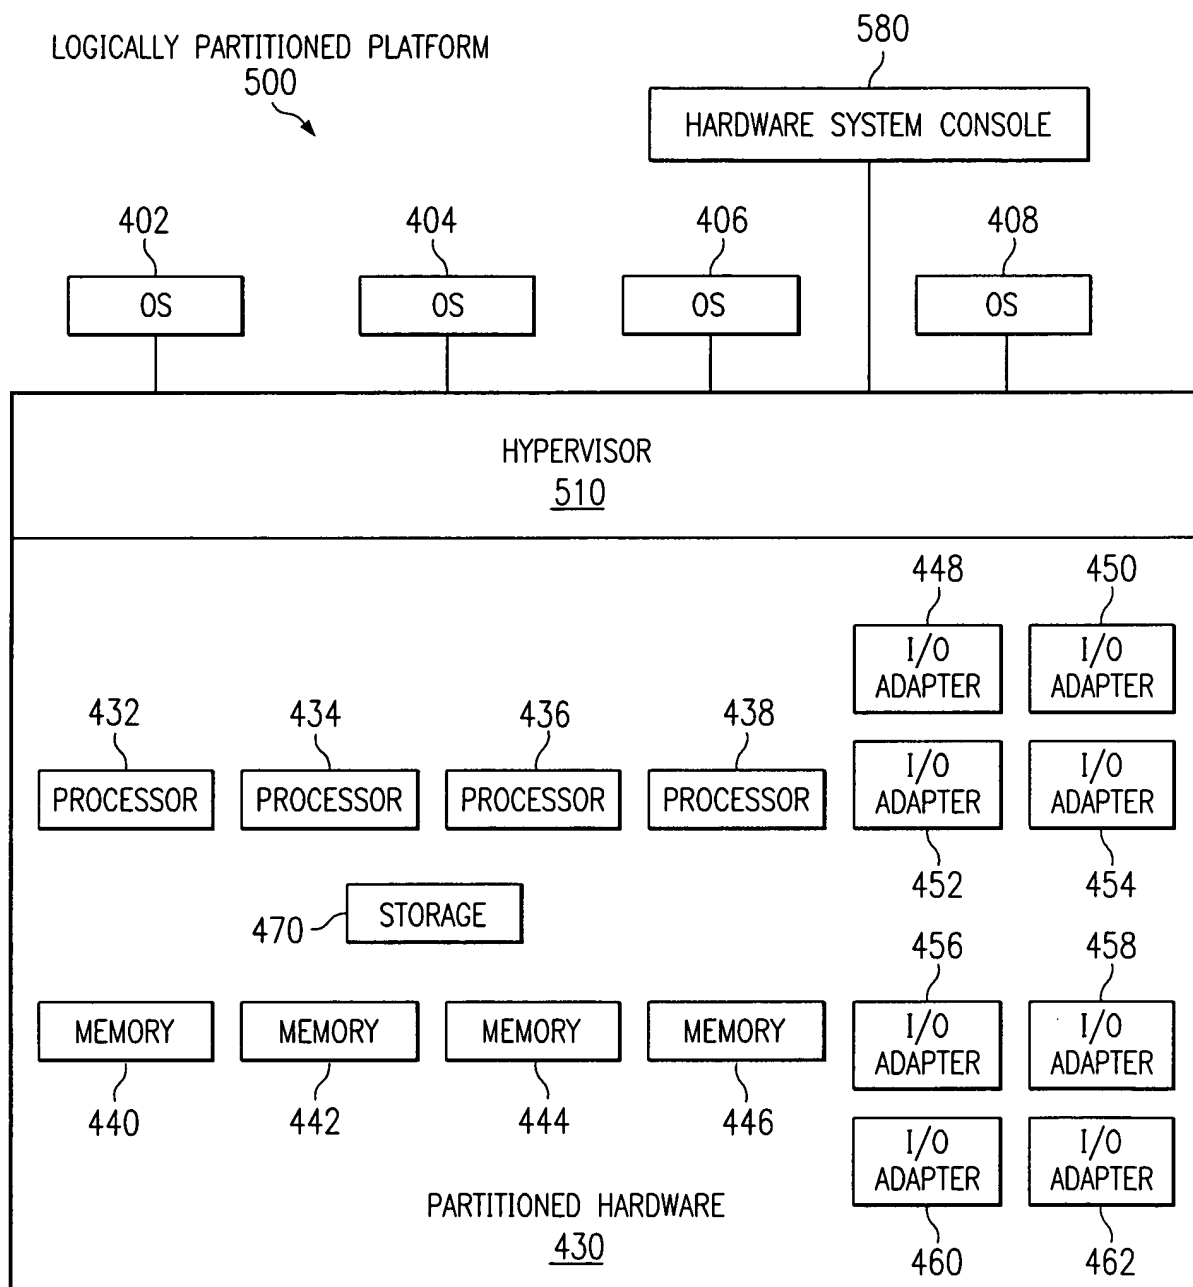 LOGICALLY PARTITIONED PLATFORM
500
580
HARDWARE SYSTEM CONSOLE
402
404
406
408
OS
OS
OS
OS
HYPERVISOR
510
448
450
I/O
ADAPTER
I/O
ADAPTER
432
434
436
438
PROCESSOR
PROCESSOR
PROCESSOR
PROCESSOR
I/O
ADAPTER
I/O
ADAPTER
452
454
470
STORAGE
456
458
MEMORY
MEMORY
MEMORY
MEMORY
I/O
ADAPTER
I/O
ADAPTER
440
442
444
446
I/O
ADAPTER
I/O
ADAPTER
PARTITIONED HARDWARE
430
460
462